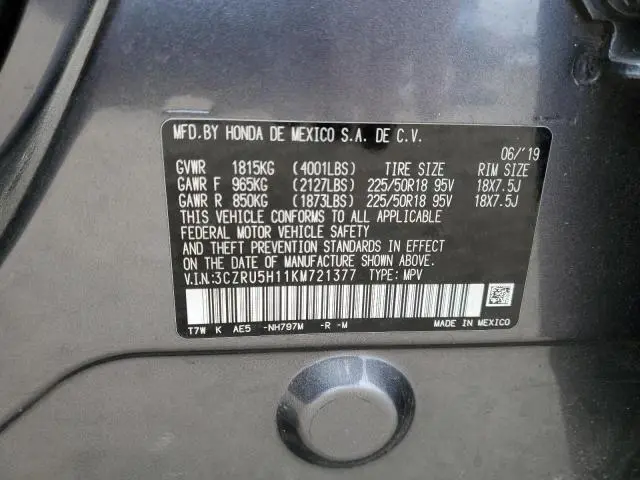 MFD.BY HONDA DE MEXICO S.A. DE C.V.
06/'19
GVWR 1815KG (4001LBS) TIRE SIZE RIM SIZE
GAWR F 965KG (2127LBS) 225/50R18 95V 18X7.5J
GAWR R 850KG (1873LBS) 225/50R18 95V 18X7.5J
THIS VEHICLE CONFORMS TO ALL APPLICABLE
FEDERAL MOTOR VEHICLE SAFETY
AND THEFT PREVENTION STANDARDS IN EFFECT
ON THE DATE OF MANUFACTURE SHOWN ABOVE.
V.I.N:3CZRU5H11KM721377 TYPE: MPV
T7W K AE5 -NH797M -R -M MADE IN MEXICO